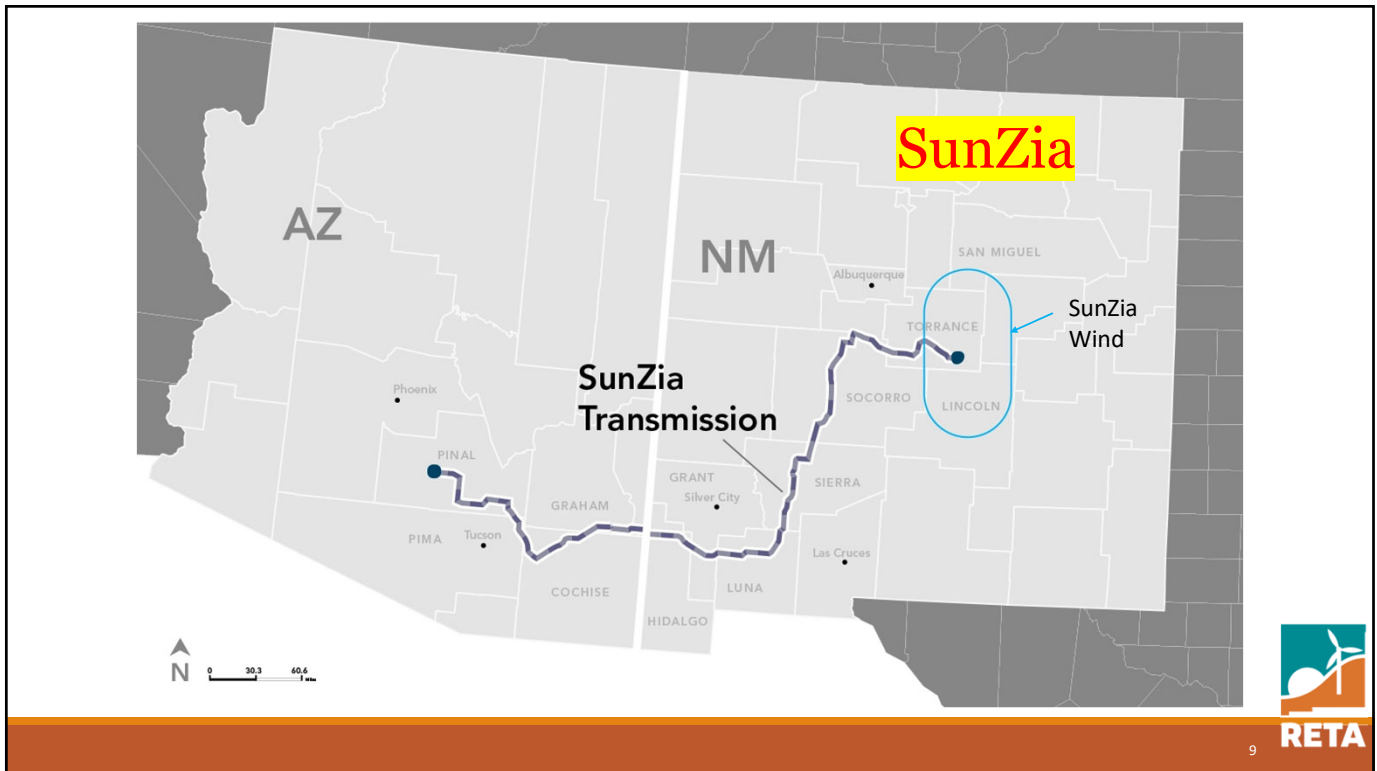 SunZia
AZ
NM
SAN MIGUEL
Albuquerque
SunZia
Wind
TORRANCE
SunZia
Transmission
Phoenix
SOCORRO
LINCOLN
PINAL
GRANT
Silver City
SIERRA
GRAHAM
PIMA
Tucson
Las Cruces
COCHISE
LUNA
HIDALGO
N
0 30.3 60.6
RETA
9